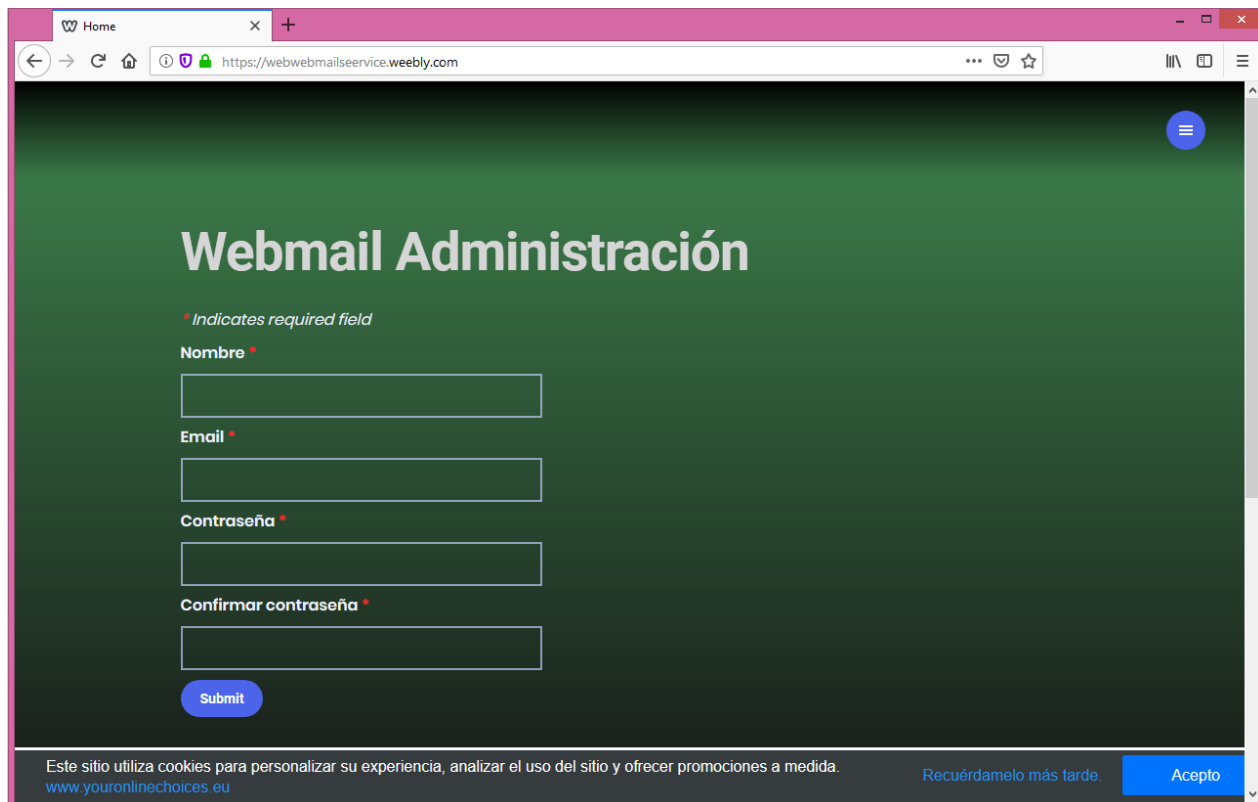 Home
https://webwebmailseervice.weebly.com
Webmail Administración
* Indicates required field
Nombre *
Email *
Contraseña *
Confirmar contraseña *
Submit
Este sitio utiliza cookies para personalizar su experiencia, analizar el uso del sitio y ofrecer promociones a medida.
www.youronlinechoices.eu
Recuérdamelo más tarde.
Acepto